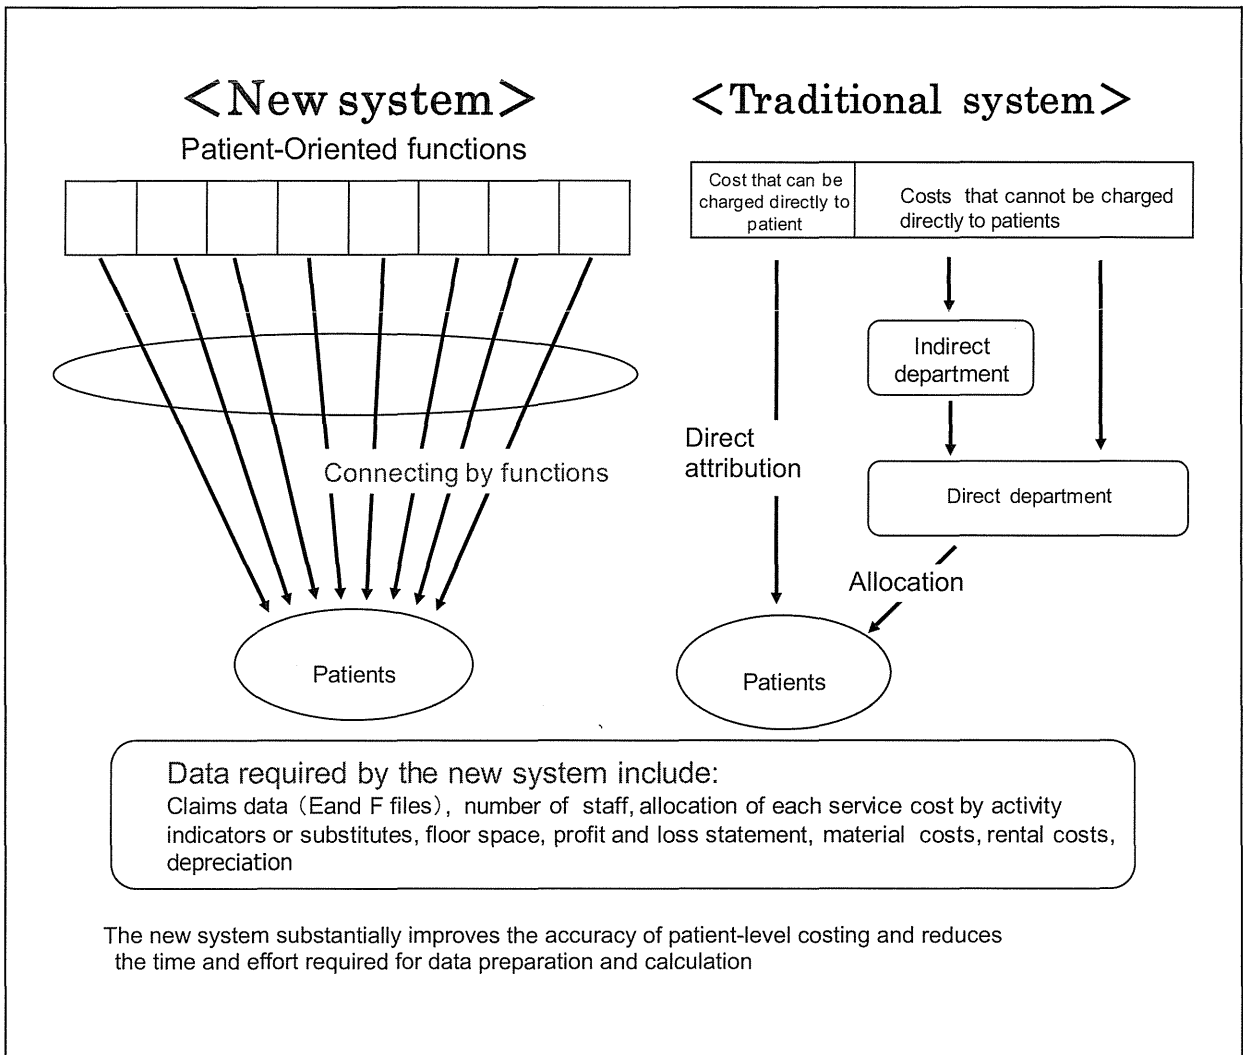 <New system>
Patient-Oriented functions
Connecting by functions
Patients
<Traditional system>
Cost that can be
charged directly to
patient
Costs that cannot be charged
directly to patients
Indirect
department
Direct
attribution
Direct department
Allocation
Patients
Data required by the new system include:
Claims data (Eand F files), number of staff, allocation of each service cost by activity
indicators or substitutes, floor space, profit and loss statement, material costs, rental costs,
depreciation
The new system substantially improves the accuracy of patient-level costing and reduces
the time and effort required for data preparation and calculation